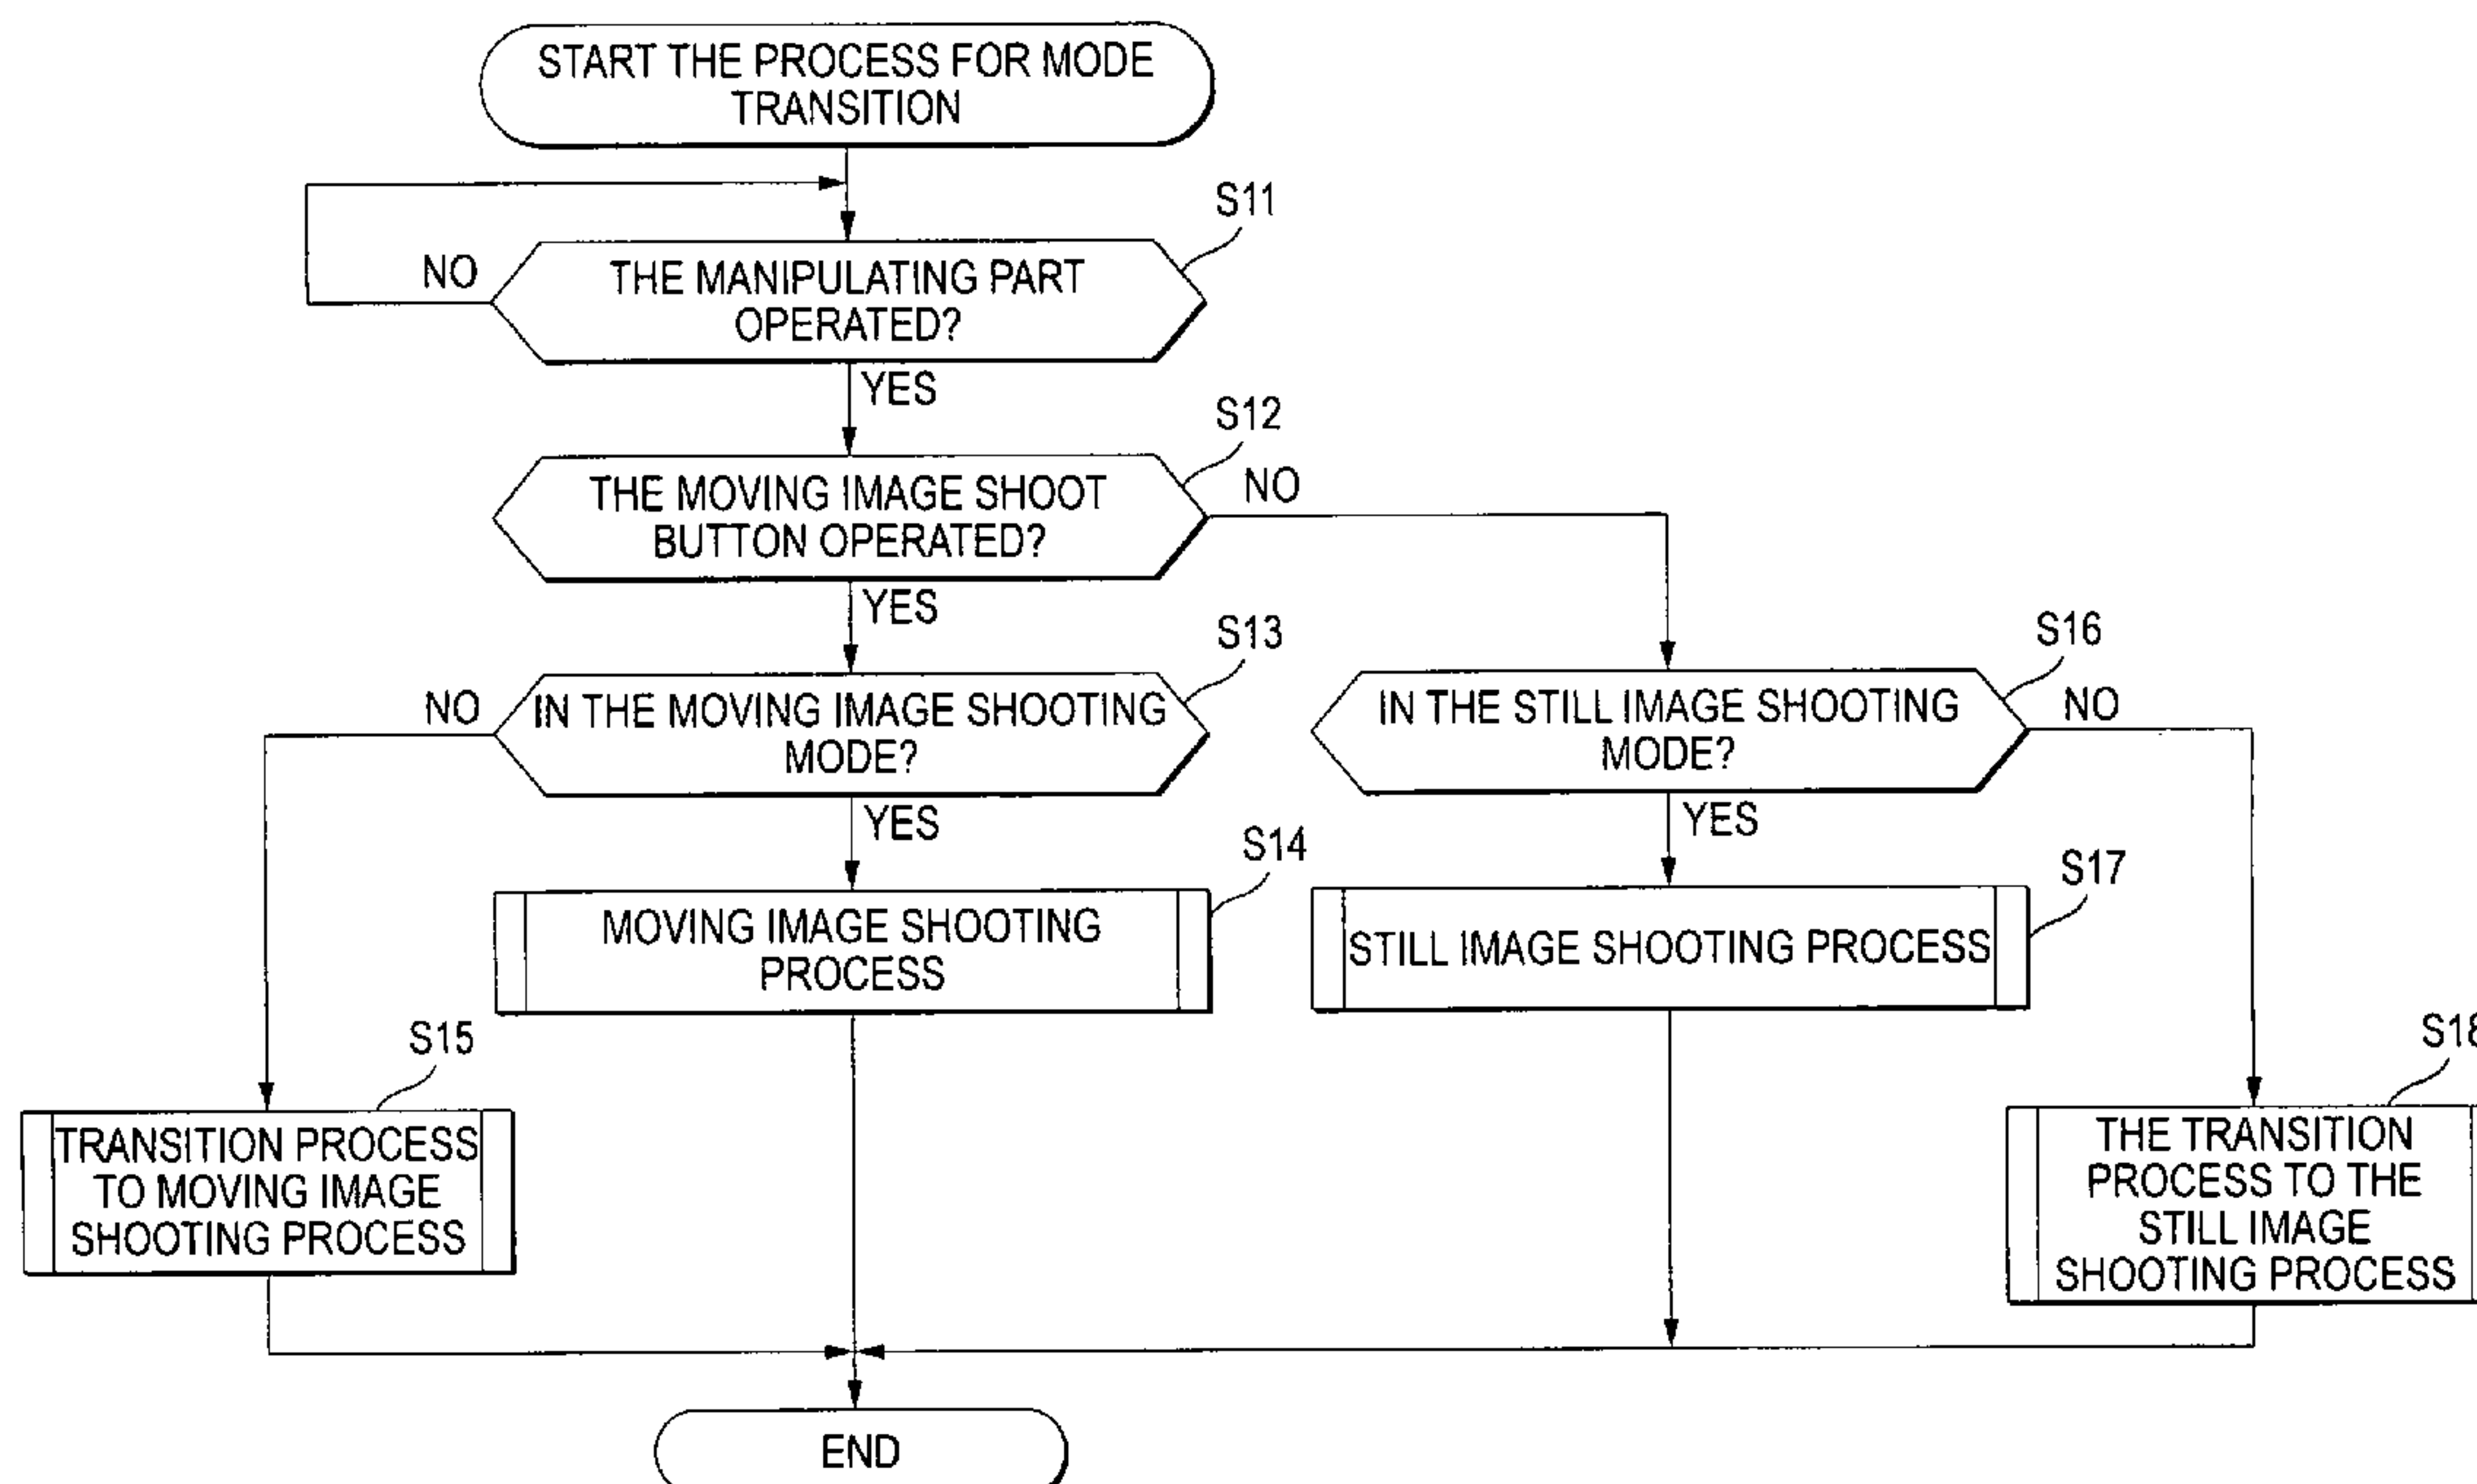 START THE PROCESS FOR MODE
TRANSITION
S11
NO
THE MANIPULATING PART
OPERATED?
YES
S12
THE MOVING IMAGE SHOOT
BUTTON OPERATED?
NO
YES
S13
NO
IN THE MOVING IMAGE SHOOTING
MODE?
YES
S16
IN THE STILL IMAGE SHOOTING
MODE?
NO
YES
S14
MOVING IMAGE SHOOTING
PROCESS
S17
STILL IMAGE SHOOTING PROCESS
S15
TRANSITION PROCESS
TO MOVING IMAGE
SHOOTING PROCESS
S18
THE TRANSITION
PROCESS TO THE
STILL IMAGE
SHOOTING PROCESS
END